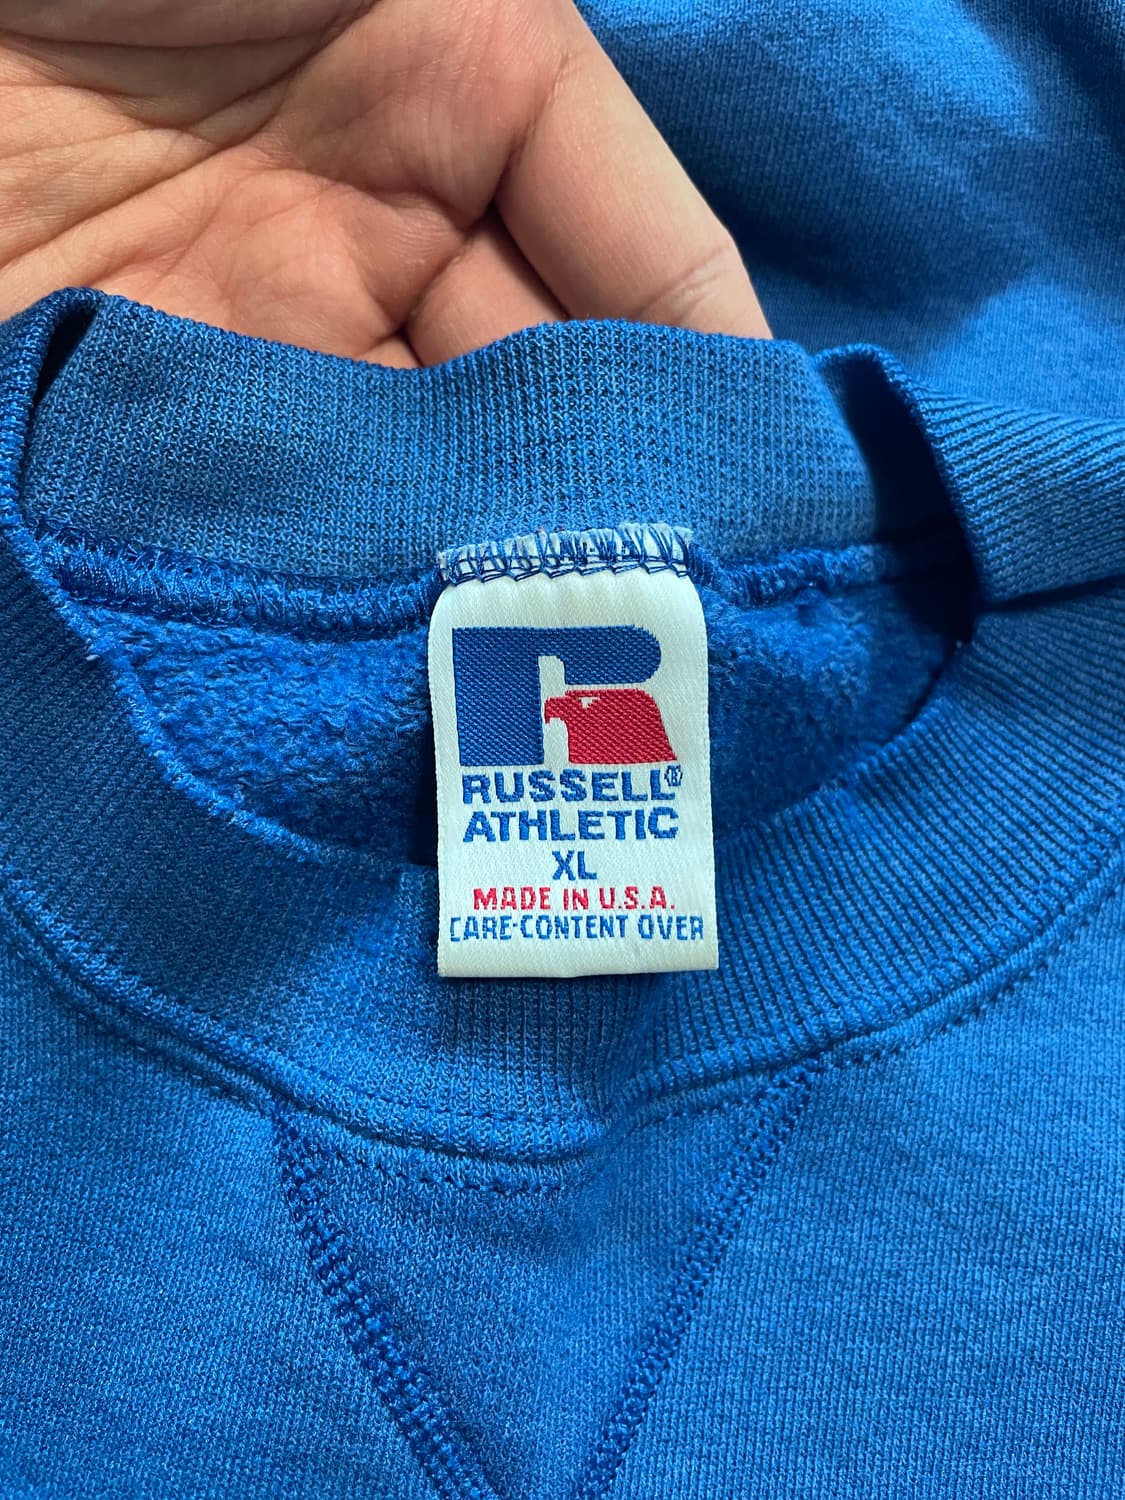 R
RUSSELL®
ATHLETIC
XL
MADE IN U.S.A.
CARE-CONTENT OVER